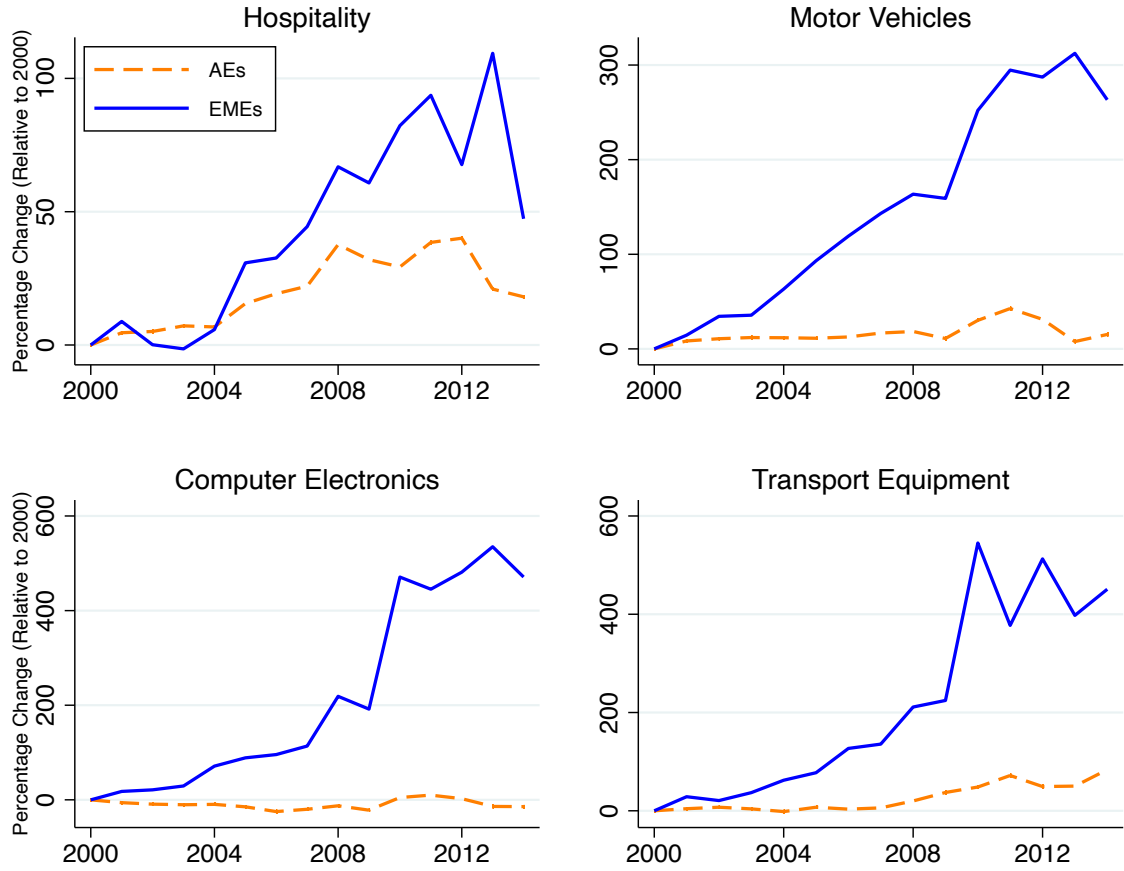 Hospitality
Percentage Change (Relative to 2000)
100
50
0
AEs
EMEs
2000 2004 2008 2012
Motor Vehicles
300
200
100
0
2000 2004 2008 2012
Computer Electronics
Percentage Change (Relative to 2000)
600
400
200
0
2000 2004 2008 2012
Transport Equipment
600
400
200
0
2000 2004 2008 2012